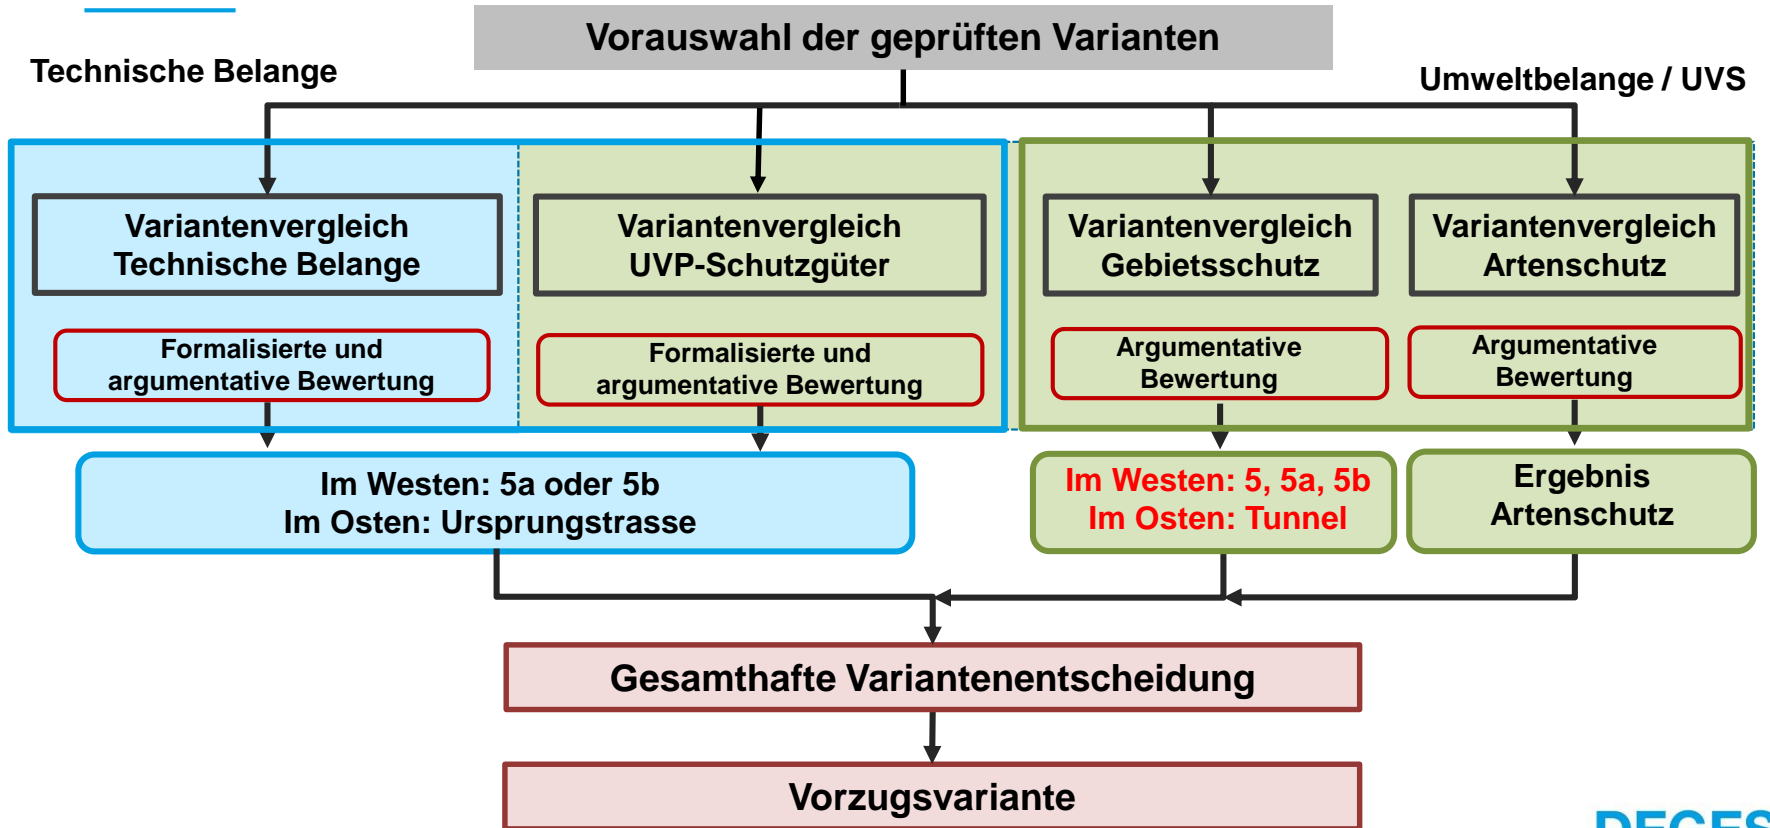 Vorauswahl der geprüften Varianten
Technische Belange
Umweltbelange / UVS
Variantenvergleich
Technische Belange
Variantenvergleich
UVP-Schutzgüter
Variantenvergleich
Gebietsschutz
Variantenvergleich
Artenschutz
Formalisierte und
argumentative Bewertung
Formalisierte und
argumentative Bewertung
Argumentative
Bewertung
Argumentative
Bewertung
Im Westen: 5a oder 5b
Im Osten: Ursprungstrasse
Im Westen: 5, 5a, 5b
Im Osten: Tunnel
Ergebnis
Artenschutz
Gesamthafte Variantenentscheidung
Vorzugsvariante
DEGES